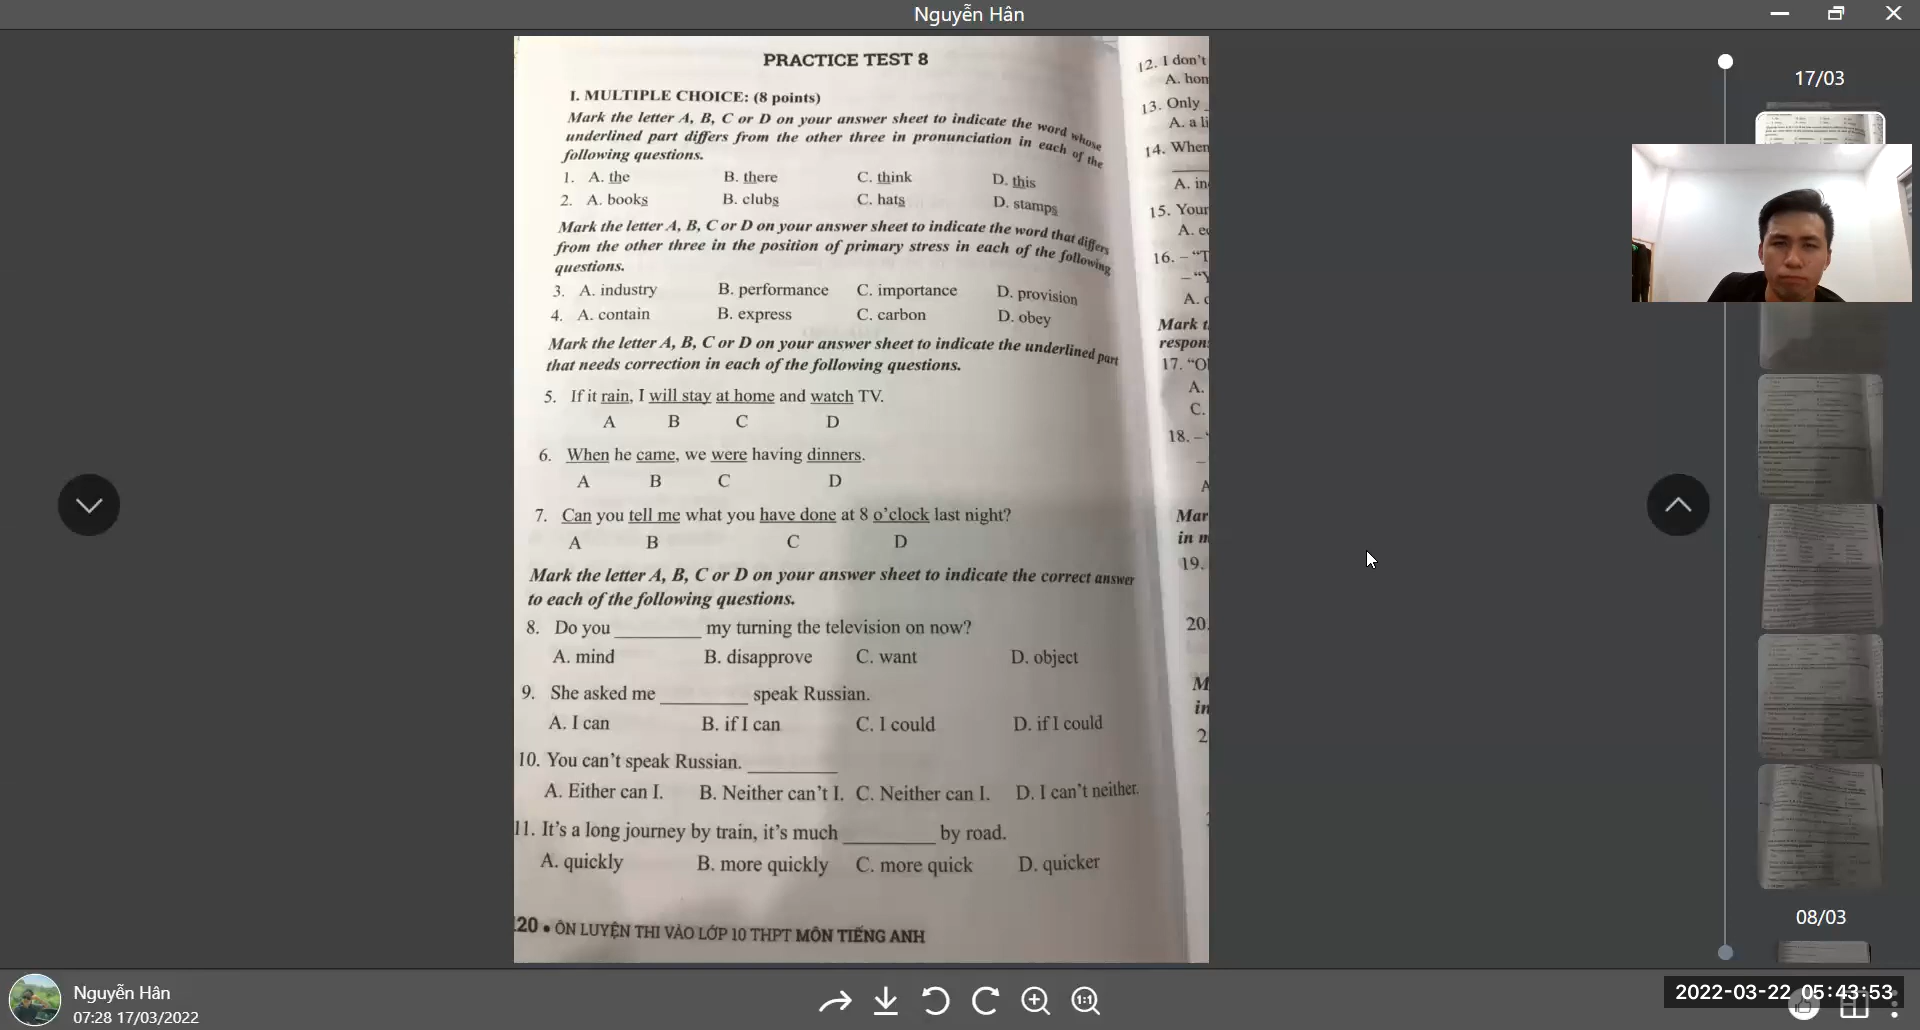 Nguyễn Hân
PRACTICE TEST 8
I. MULTIPLE CHOICE: (8 points)
Mark the letter A, B, C or D on your answer sheet to indicate the word whose
underlined part differs from the other three in pronunciation in each of the
following questions.
1. A. the B. there C. think D. this
2. A. books B. clubs C. hats D. stamps
Mark the letter A, B, C or D on your answer sheet to indicate the word that differs
from the other three in the position of primary stress in each of the following
questions.
3. A. industry B. performance C. importance D. provision
4. A. contain B. express C. carbon D. obey
Mark the letter A, B, C or D on your answer sheet to indicate the underlined part
that needs correction in each of the following questions.
5. If it rain, I will stay at home and watch TV.
A B C D
6. When he came, we were having dinners.
A B C D
7. Can you tell me what you have done at 8 o'clock last night?
A B C D
Mark the letter A, B, C or D on your answer sheet to indicate the correct answer
to each of the following questions.
8. Do you ________ my turning the television on now?
A. mind B. disapprove C. want D. object
9. She asked me ________ speak Russian.
A. I can B. if I can C. I could D. if I could
10. You can't speak Russian. ________
A. Either can I. B. Neither can't I. C. Neither can I. D. I can't neither.
11. It's a long journey by train, it's much ________ by road.
A. quickly B. more quickly C. more quick D. quicker
20 • ÔN LUYỆN THI VÀO LỚP 10 THPT MÔN TIẾNG ANH
12. I don't
A.
13. Only
A. a
14. When
A.
15. Your
A.
16. –
A.
Mark
17.
A.
C.
18. –
in
19.
20.
17/03
08/03
Nguyễn Hân
07:28 17/03/2022
1:1
2022-03-22 05:43:53